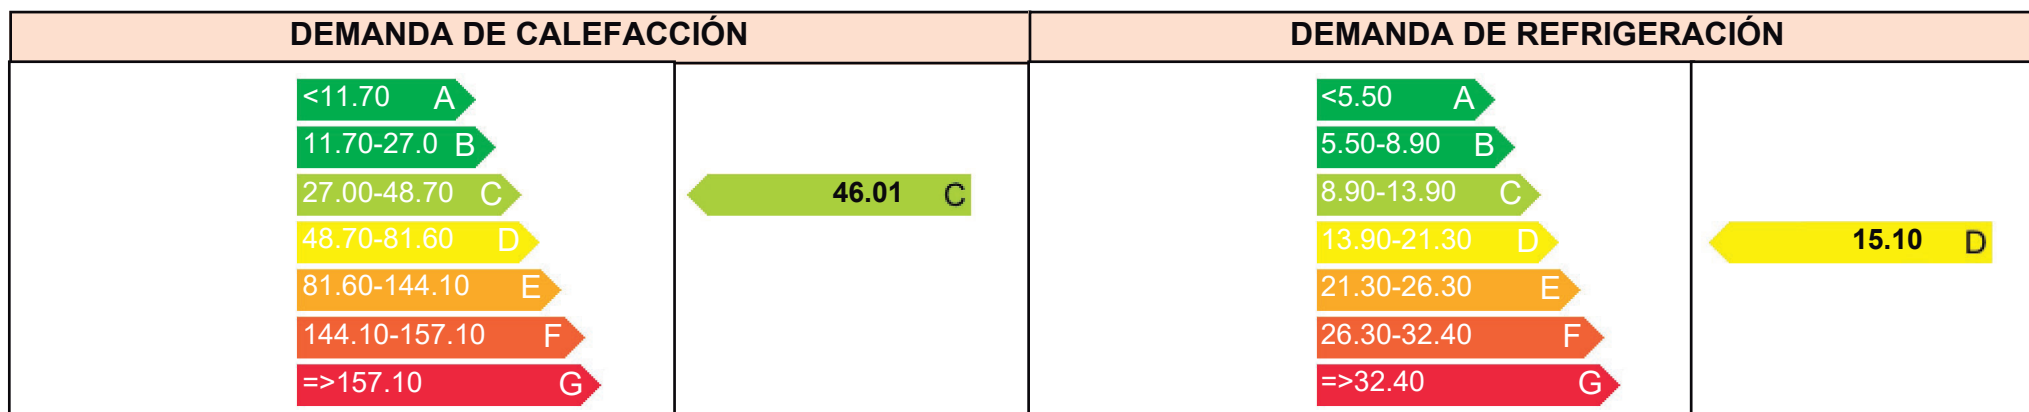 DEMANDA DE CALEFACCIÓN
DEMANDA DE REFRIGERACIÓN
<11.70 A
11.70-27.0 B
27.00-48.70 C
48.70-81.60 D
81.60-144.10 E
144.10-157.10 F
=>157.10 G
46.01 C
<5.50 A
5.50-8.90 B
8.90-13.90 C
13.90-21.30 D
21.30-26.30 E
26.30-32.40 F
=>32.40 G
15.10 D